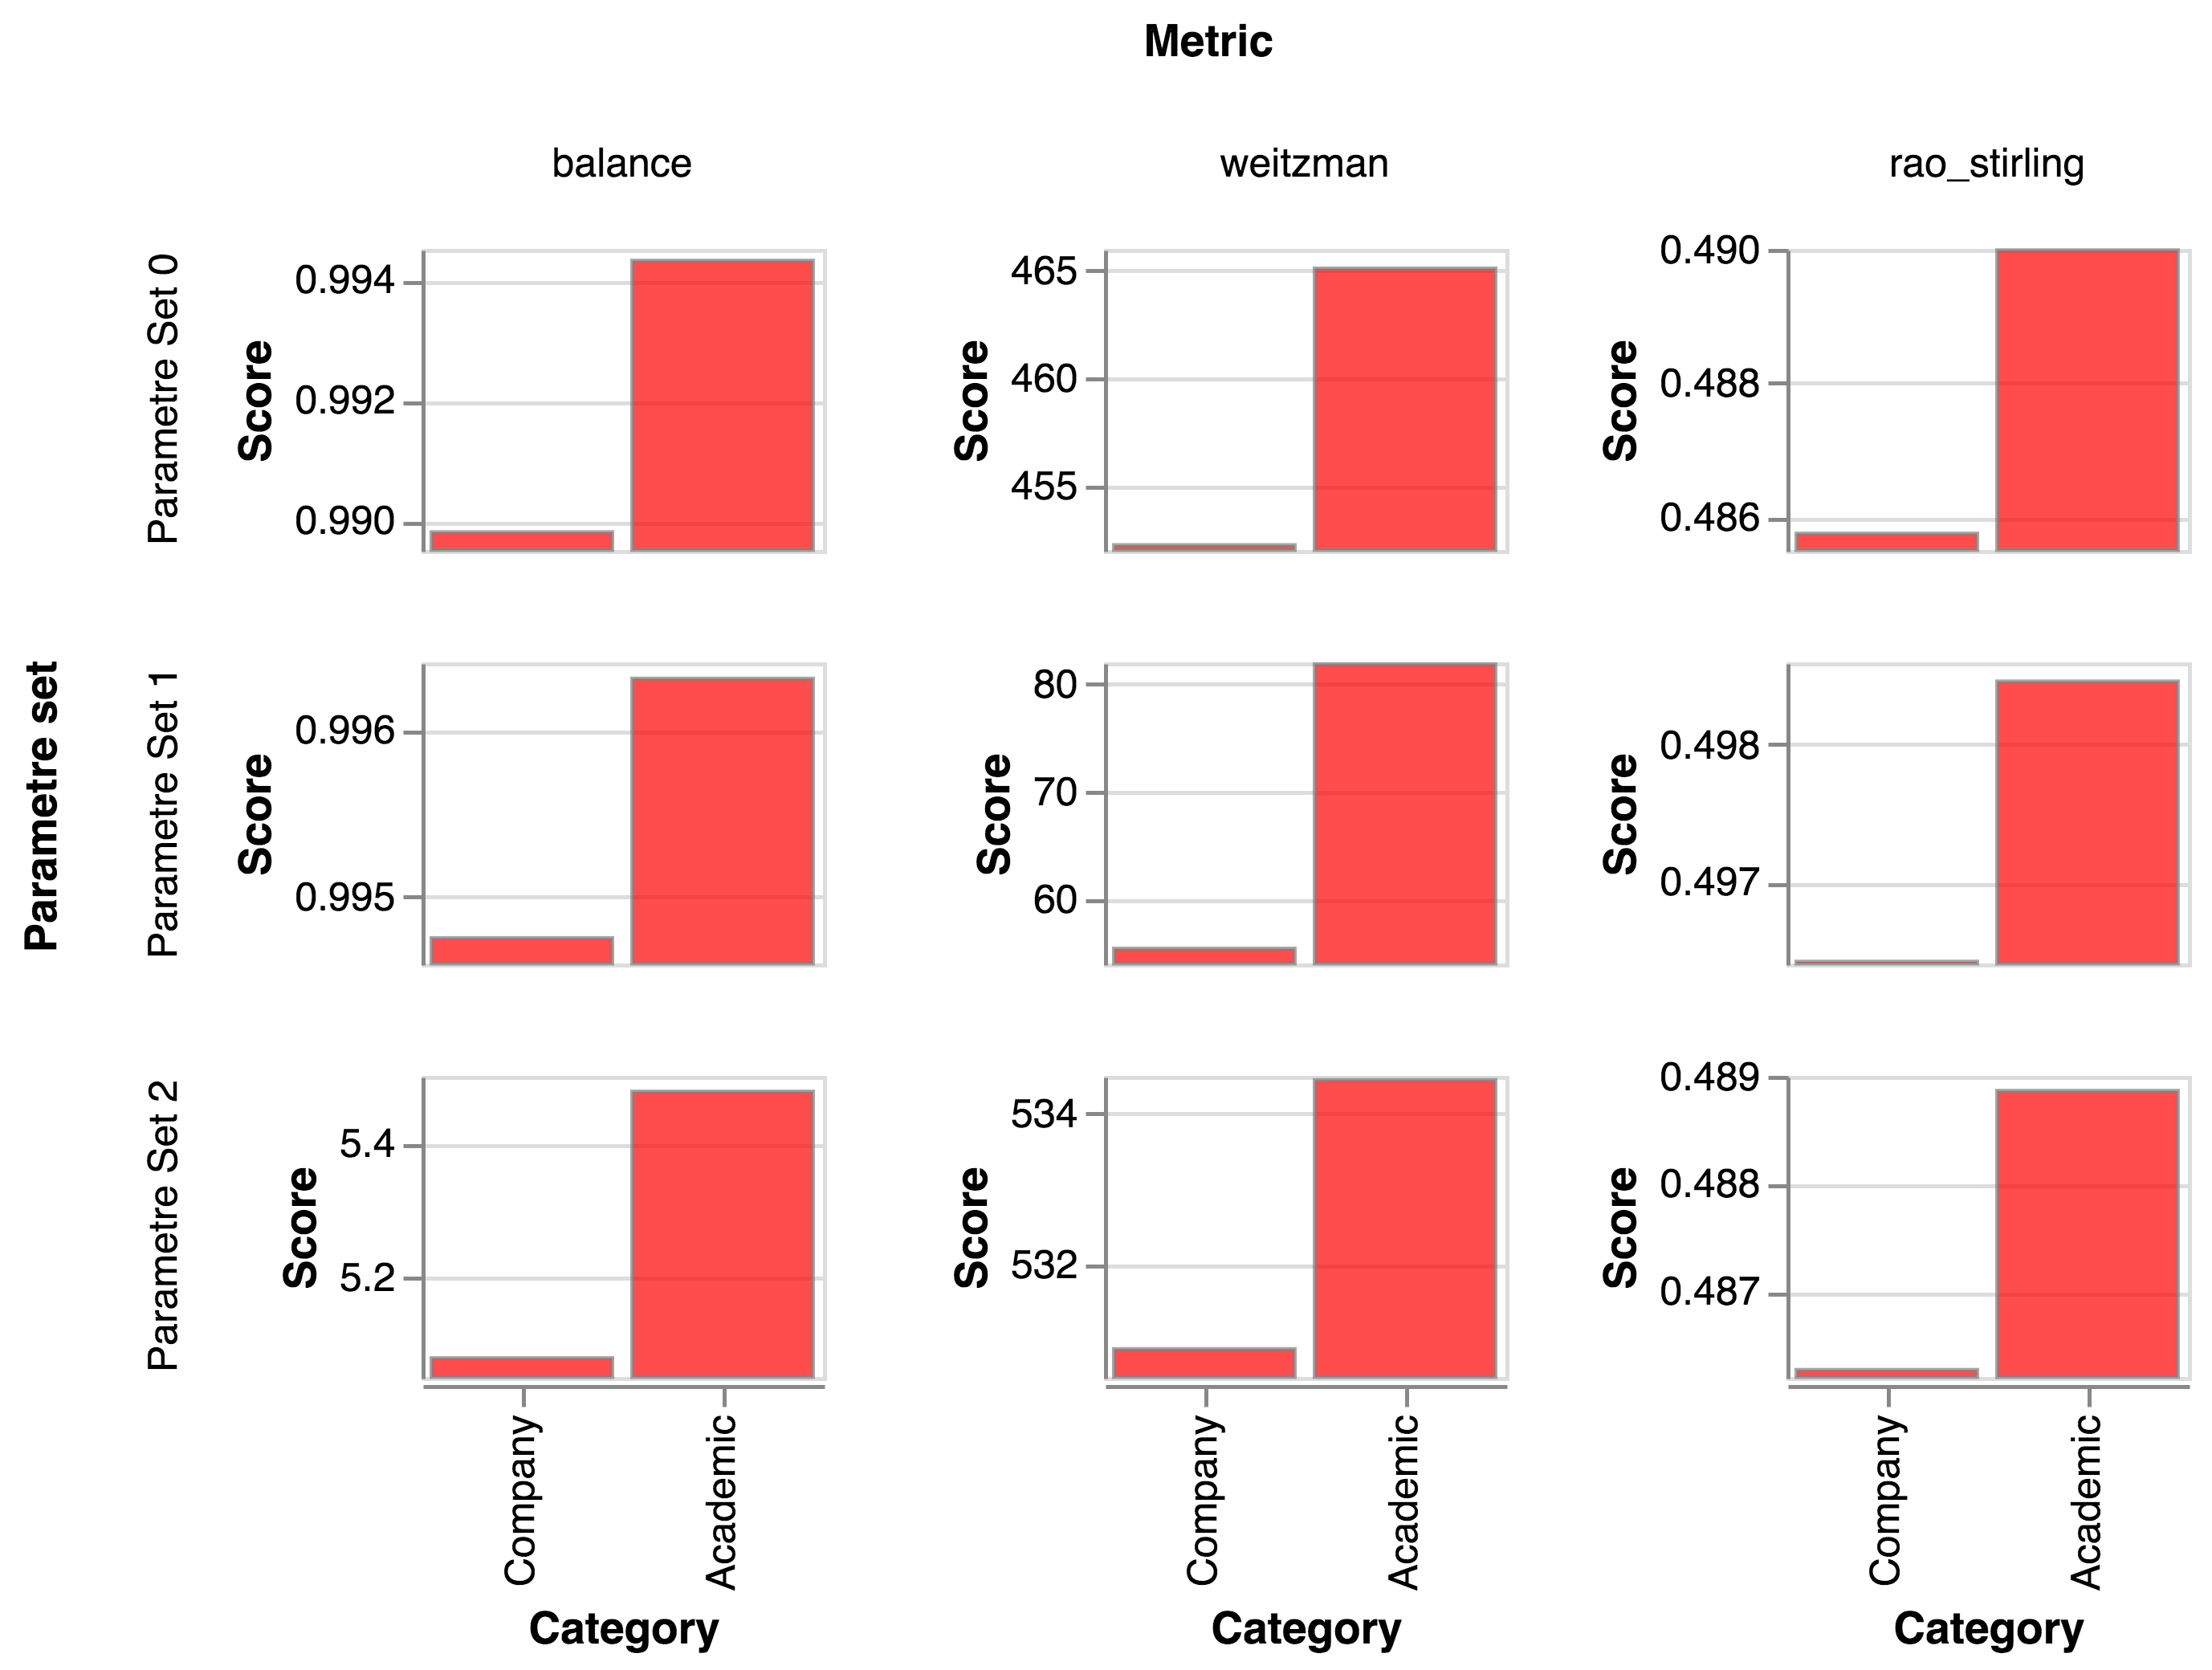 Metric
balance
weitzman
rao_stirling
Parametre set
Parametre Set 0
Score
0.994
0.992
0.990
Score
465
460
455
Score
0.490
0.488
0.486
Parametre Set 1
Score
0.996
0.995
Score
80
70
60
Score
0.498
0.497
Parametre Set 2
Score
5.4
5.2
Score
534
532
Score
0.489
0.488
0.487
Company
Academic
Category
Company
Academic
Category
Company
Academic
Category